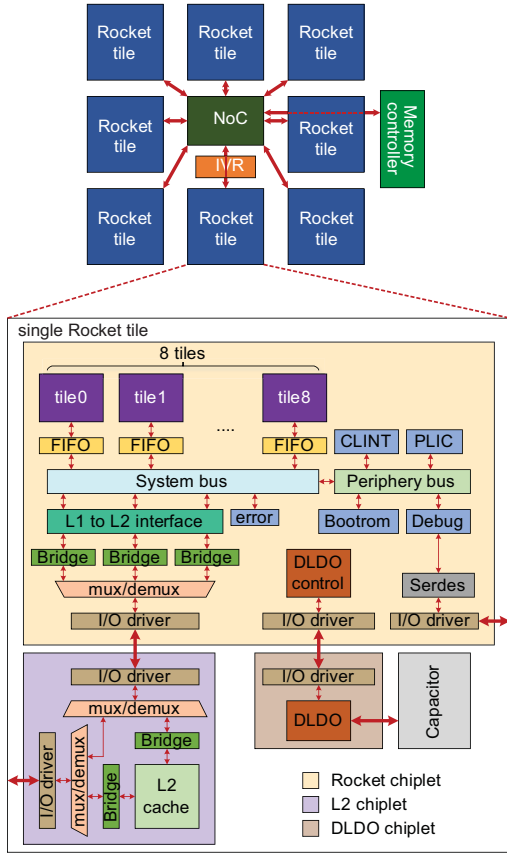 Rocket
tile
Rocket
tile
Rocket
tile
Rocket
tile
NoC
Rocket
tile
Memory
controller
IVR
Rocket
tile
Rocket
tile
Rocket
tile
single Rocket tile
8 tiles
tile0
tile1
....
tile8
FIFO
FIFO
FIFO
CLINT
PLIC
System bus
Periphery bus
L1 to L2 interface
error
Bootrom
Debug
Bridge
Bridge
Bridge
mux/demux
DLDO
control
Serdes
I/O driver
I/O driver
I/O driver
I/O driver
mux/demux
Bridge
I/O driver
mux/demux
Bridge
L2
cache
I/O driver
DLDO
Capacitor
Rocket chiplet
L2 chiplet
DLDO chiplet